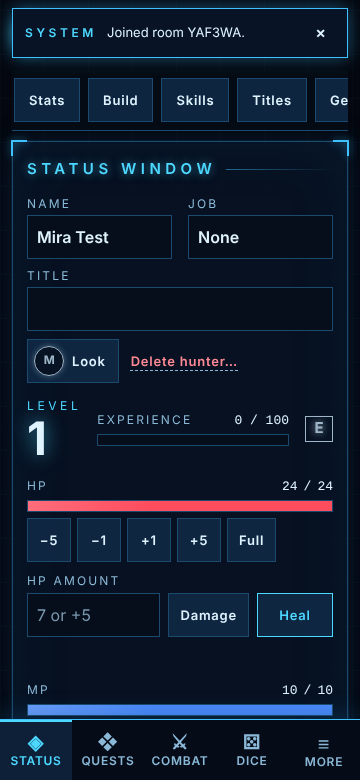 SYSTEM Joined room YAF3WA. ×
Stats Build Skills Titles Ge
STATUS WINDOW
NAME JOB
Mira Test None
TITLE
M Look Delete hunter...
LEVEL
EXPERIENCE 0 / 100 E
1
HP 24 / 24
−5 −1 +1 +5 Full
HP AMOUNT
7 or +5 Damage Heal
MP 10 / 10
STATUS QUESTS COMBAT DICE MORE